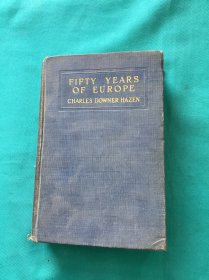 FIFTY YEARS
OF EUROPE
CHARLES DOWNER HAZEN